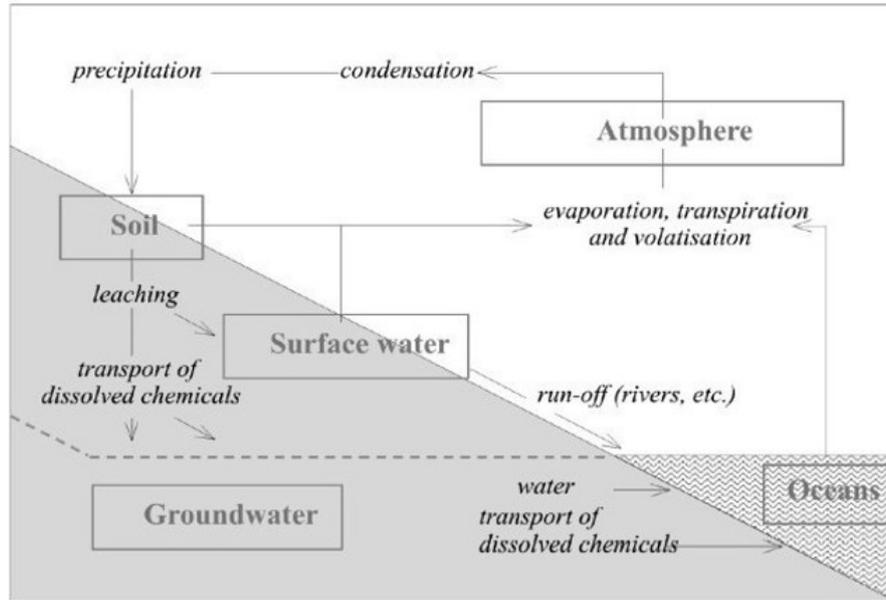 precipitation
condensation
Atmosphere
evaporation, transpiration
and volatisation
Soil
leaching
Surface water
transport of
dissolved chemicals
run-off (rivers, etc.)
Groundwater
water
transport of
dissolved chemicals
Oceans